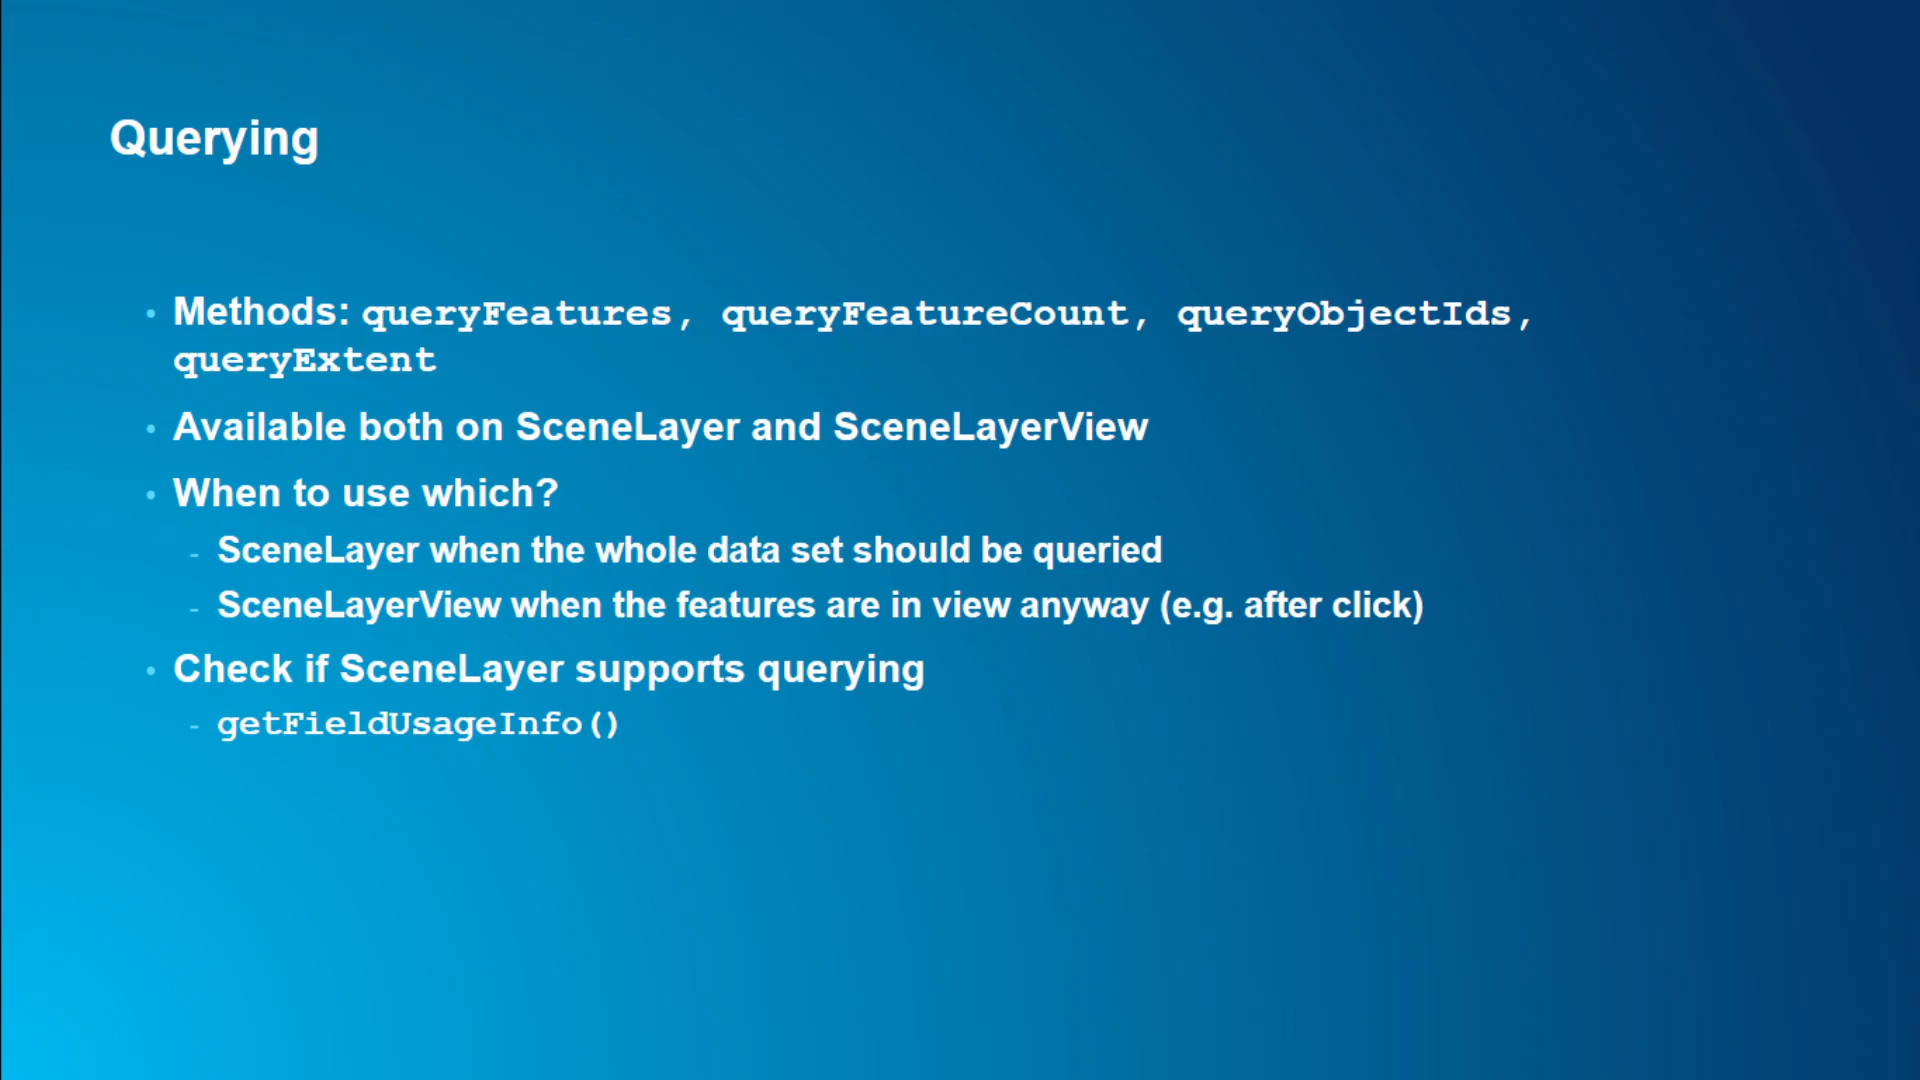 Querying
• Methods: queryFeatures, queryFeatureCount, queryObjectIds,
queryExtent
• Available both on SceneLayer and SceneLayerView
• When to use which?
- SceneLayer when the whole data set should be queried
- SceneLayerView when the features are in view anyway (e.g. after click)
• Check if SceneLayer supports querying
- getFieldUsageInfo()